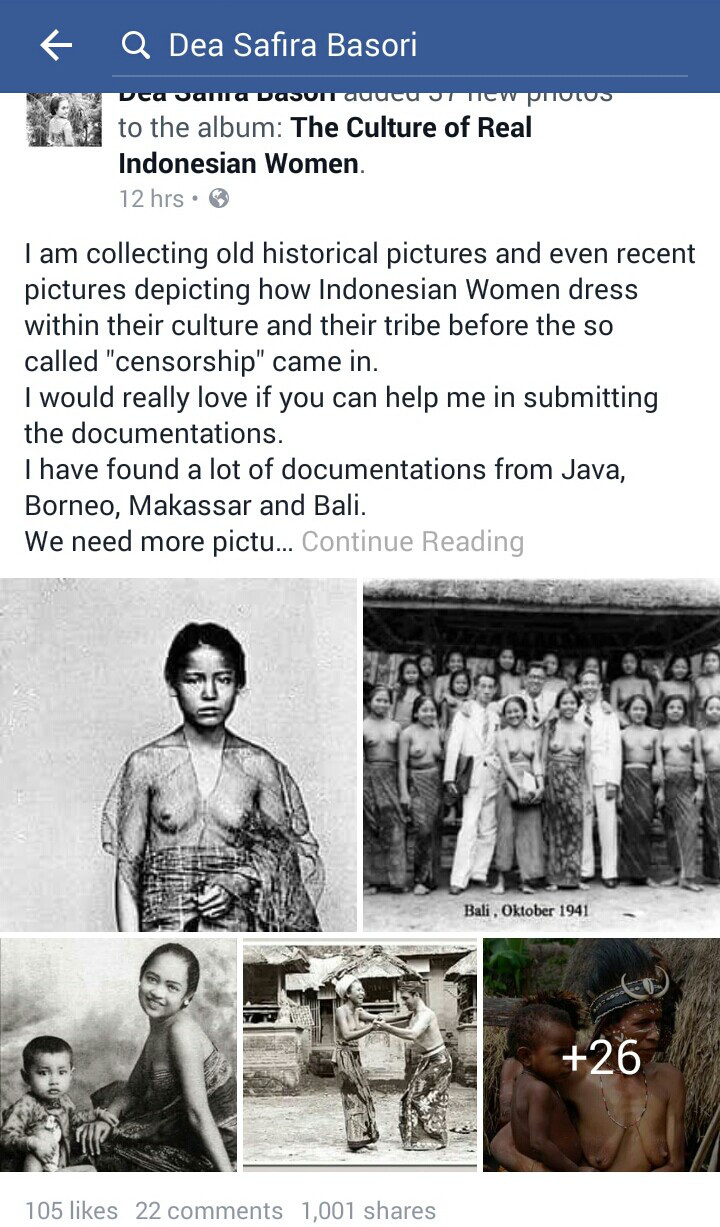 Dea Safira Basori
Dea Safira Basori added 37 new photos
to the album: The Culture of Real
Indonesian Women.
12 hrs •
I am collecting old historical pictures and even recent
pictures depicting how Indonesian Women dress
within their culture and their tribe before the so
called "censorship" came in.
I would really love if you can help me in submitting
the documentations.
I have found a lot of documentations from Java,
Borneo, Makassar and Bali.
We need more pictu... Continue Reading
Bali , Oktober 1941
+26
105 likes 22 comments 1,001 shares